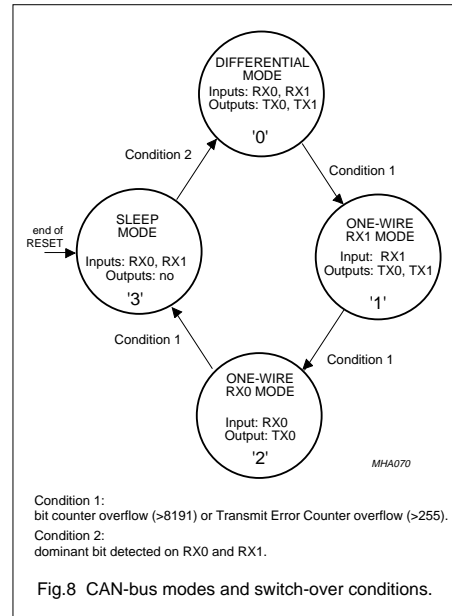 DIFFERENTIAL
MODE
Inputs: RX0, RX1
Outputs: TX0, TX1
'0'
Condition 2
Condition 1
end of
RESET
SLEEP
MODE
Inputs: RX0, RX1
Outputs: no
'3'
ONE-WIRE
RX1 MODE
Input: RX1
Outputs: TX0, TX1
'1'
Condition 1
Condition 1
ONE-WIRE
RX0 MODE
Input: RX0
Output: TX0
'2'
MHA070
Condition 1:
bit counter overflow (>8191) or Transmit Error Counter overflow (>255).
Condition 2:
dominant bit detected on RX0 and RX1.
Fig.8 CAN-bus modes and switch-over conditions.